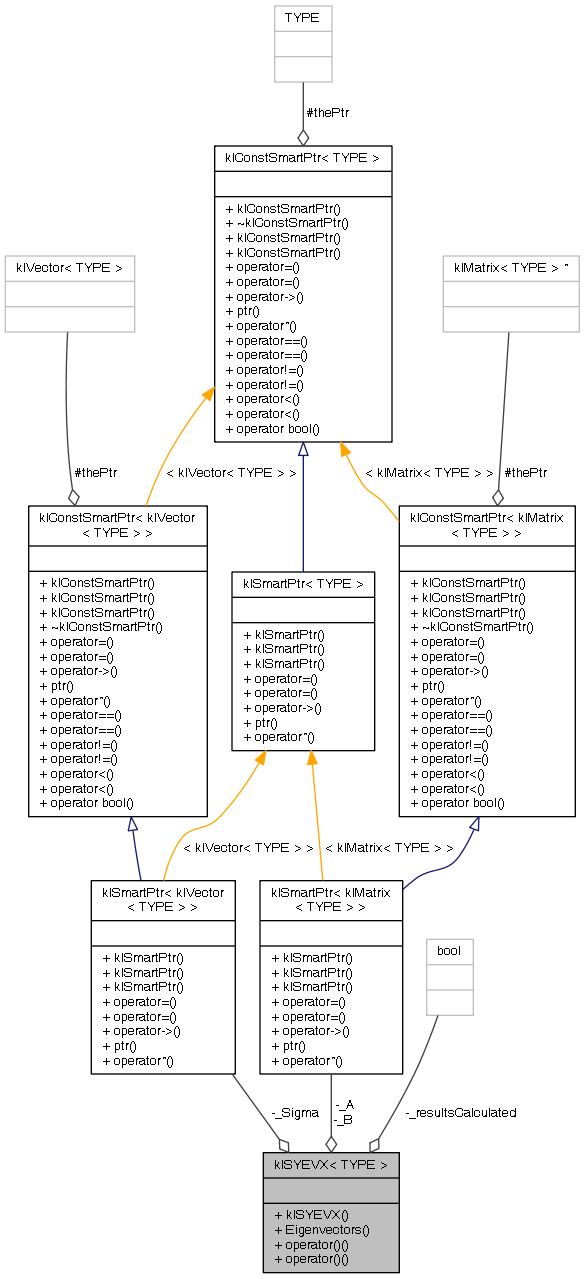 TYPE
#thePtr
klConstSmartPtr< TYPE >
+ klConstSmartPtr()
+ ~klConstSmartPtr()
+ klConstSmartPtr()
+ klConstSmartPtr()
+ operator=()
+ operator=()
+ operator->()
+ ptr()
+ operator*()
+ operator==()
+ operator==()
+ operator!=()
+ operator!=()
+ operator<()
+ operator<()
+ operator bool()
klVector< TYPE >
klMatrix< TYPE > *
#thePtr
< klVector< TYPE > >
< klMatrix< TYPE > >
#thePtr
klConstSmartPtr< klVector
< TYPE > >
+ klConstSmartPtr()
+ klConstSmartPtr()
+ klConstSmartPtr()
+ ~klConstSmartPtr()
+ operator=()
+ operator=()
+ operator->()
+ ptr()
+ operator*()
+ operator==()
+ operator==()
+ operator!=()
+ operator!=()
+ operator<()
+ operator<()
+ operator bool()
klSmartPtr< TYPE >
+ klSmartPtr()
+ klSmartPtr()
+ klSmartPtr()
+ operator=()
+ operator=()
+ operator->()
+ ptr()
+ operator*()
klConstSmartPtr< klMatrix
< TYPE > >
+ klConstSmartPtr()
+ klConstSmartPtr()
+ klConstSmartPtr()
+ ~klConstSmartPtr()
+ operator=()
+ operator=()
+ operator->()
+ ptr()
+ operator*()
+ operator==()
+ operator==()
+ operator!=()
+ operator!=()
+ operator<()
+ operator<()
+ operator bool()
< klVector< TYPE > >
< klMatrix< TYPE > >
klSmartPtr< klVector
< TYPE > >
+ klSmartPtr()
+ klSmartPtr()
+ klSmartPtr()
+ operator=()
+ operator=()
+ operator->()
+ ptr()
+ operator*()
klSmartPtr< klMatrix
< TYPE > >
+ klSmartPtr()
+ klSmartPtr()
+ klSmartPtr()
+ operator=()
+ operator=()
+ operator->()
+ ptr()
+ operator*()
bool
-_Sigma
-_A
-_B
-_resultsCalculated
klSYEVX< TYPE >
+ klSYEVX()
+ Eigenvectors()
+ operator()()
+ operator()()